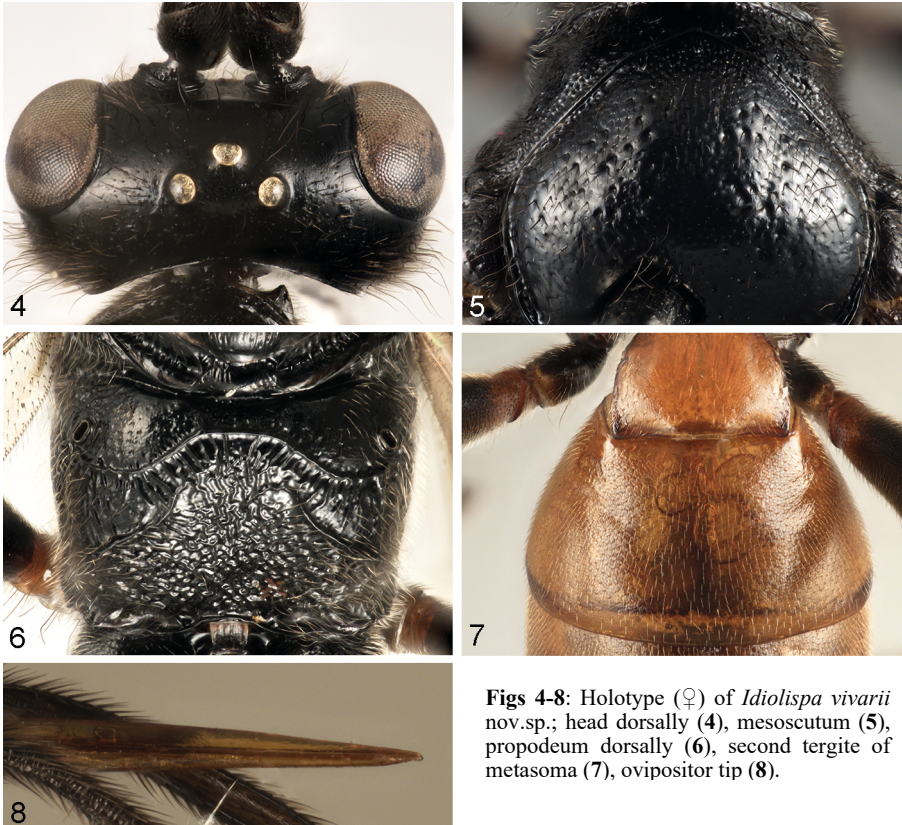 4
5
6
7
8
Figs 4-8: Holotype (♀) of Idiolispa vivarii
nov.sp.; head dorsally (4), mesoscutum (5),
propodeum dorsally (6), second tergite of
metasoma (7), ovipositor tip (8).